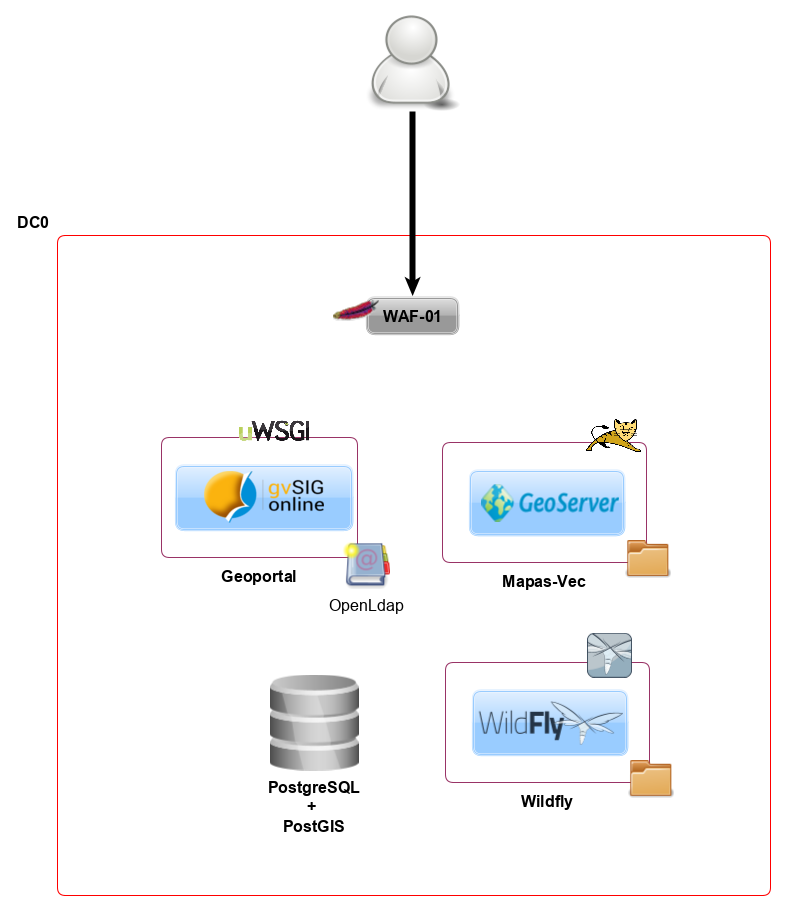 DC0
WAF-01
uWSGI
gvSIG
online
GeoServer
Geoportal
@
OpenLdap
Mapas-Vec
WildFly
PostgreSQL
+
PostGIS
Wildfly